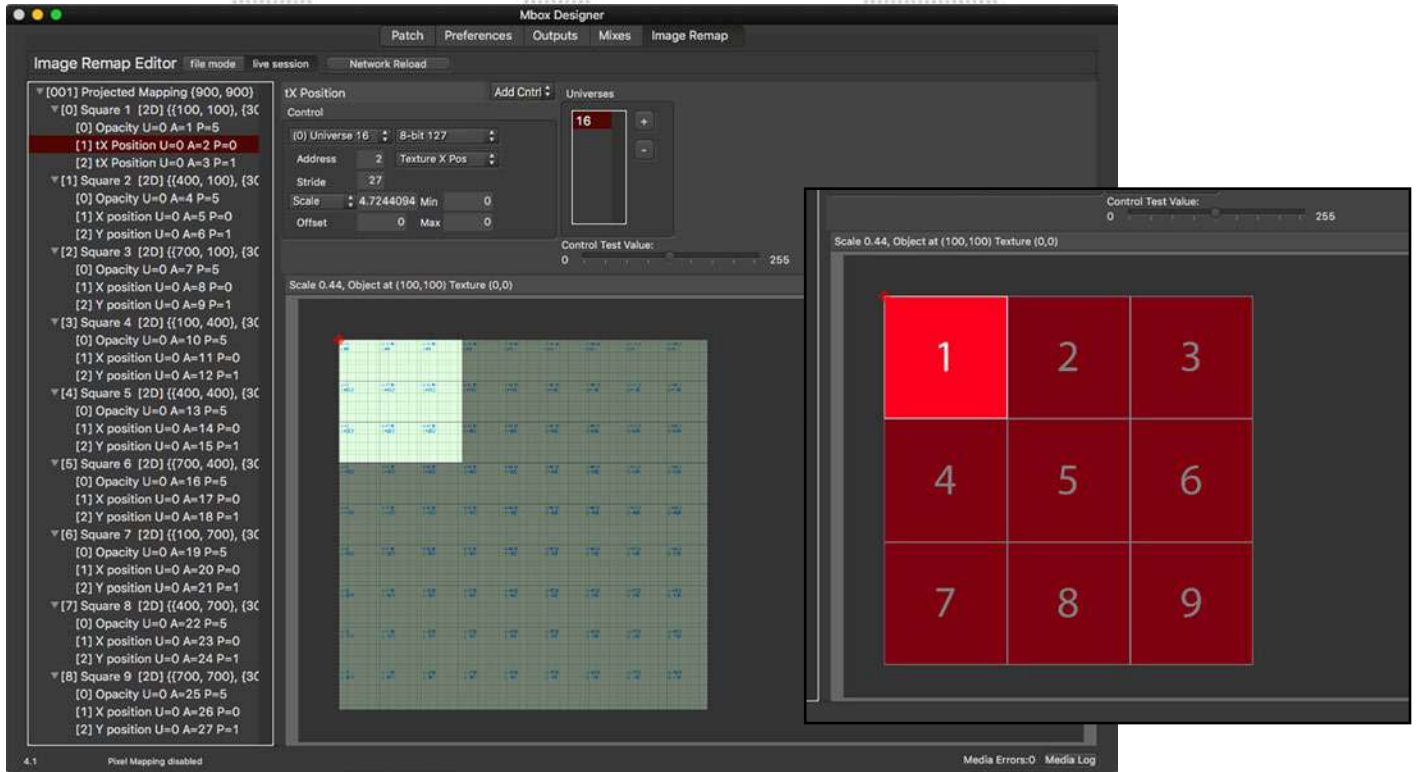 Mbox Designer
Patch Preferences Outputs Mixes Image Remap
Image Remap Editor file mode live session Network Reload
[001] Projected Mapping {900, 900}
[0] Square 1 [2D] {{100, 100}, {30
[0] Opacity U=0 A=1 P=5
[1] tX Position U=0 A=2 P=0
[2] tX Position U=0 A=3 P=1
[1] Square 2 [2D] {{400, 100}, {30
[0] Opacity U=0 A=4 P=5
[1] X position U=0 A=5 P=0
[2] Y position U=0 A=6 P=1
[2] Square 3 [2D] {{700, 100}, {30
[0] Opacity U=0 A=7 P=5
[1] X position U=0 A=8 P=0
[2] Y position U=0 A=9 P=1
[3] Square 4 [2D] {{100, 400}, {30
[0] Opacity U=0 A=10 P=5
[1] X position U=0 A=11 P=0
[2] Y position U=0 A=12 P=1
[4] Square 5 [2D] {{400, 400}, {30
[0] Opacity U=0 A=13 P=5
[1] X position U=0 A=14 P=0
[2] Y position U=0 A=15 P=1
[5] Square 6 [2D] {{700, 400}, {30
[0] Opacity U=0 A=16 P=5
[1] X position U=0 A=17 P=0
[2] Y position U=0 A=18 P=1
[6] Square 7 [2D] {{100, 700}, {30
[0] Opacity U=0 A=19 P=5
[1] X position U=0 A=20 P=0
[2] Y position U=0 A=21 P=1
[7] Square 8 [2D] {{400, 700}, {30
[0] Opacity U=0 A=22 P=5
[1] X position U=0 A=23 P=0
[2] Y position U=0 A=24 P=1
[8] Square 9 [2D] {{700, 700}, {30
[0] Opacity U=0 A=25 P=5
[1] X position U=0 A=26 P=0
[2] Y position U=0 A=27 P=1
tX Position Add Cntrl
Control
(0) Universe 16 8-bit 127
Address 2 Texture X Pos
Stride 27
Scale 4.7244094 Min 0
Offset 0 Max 0
Universes
16
+
-
Control Test Value:
0 255
Scale 0.44, Object at (100,100) Texture (0,0)
Control Test Value:
0 255
Scale 0.44, Object at (100,100) Texture (0,0)
1 2 3
4 5 6
7 8 9
4.1 Pixel Mapping disabled Media Errors:0 Media Log